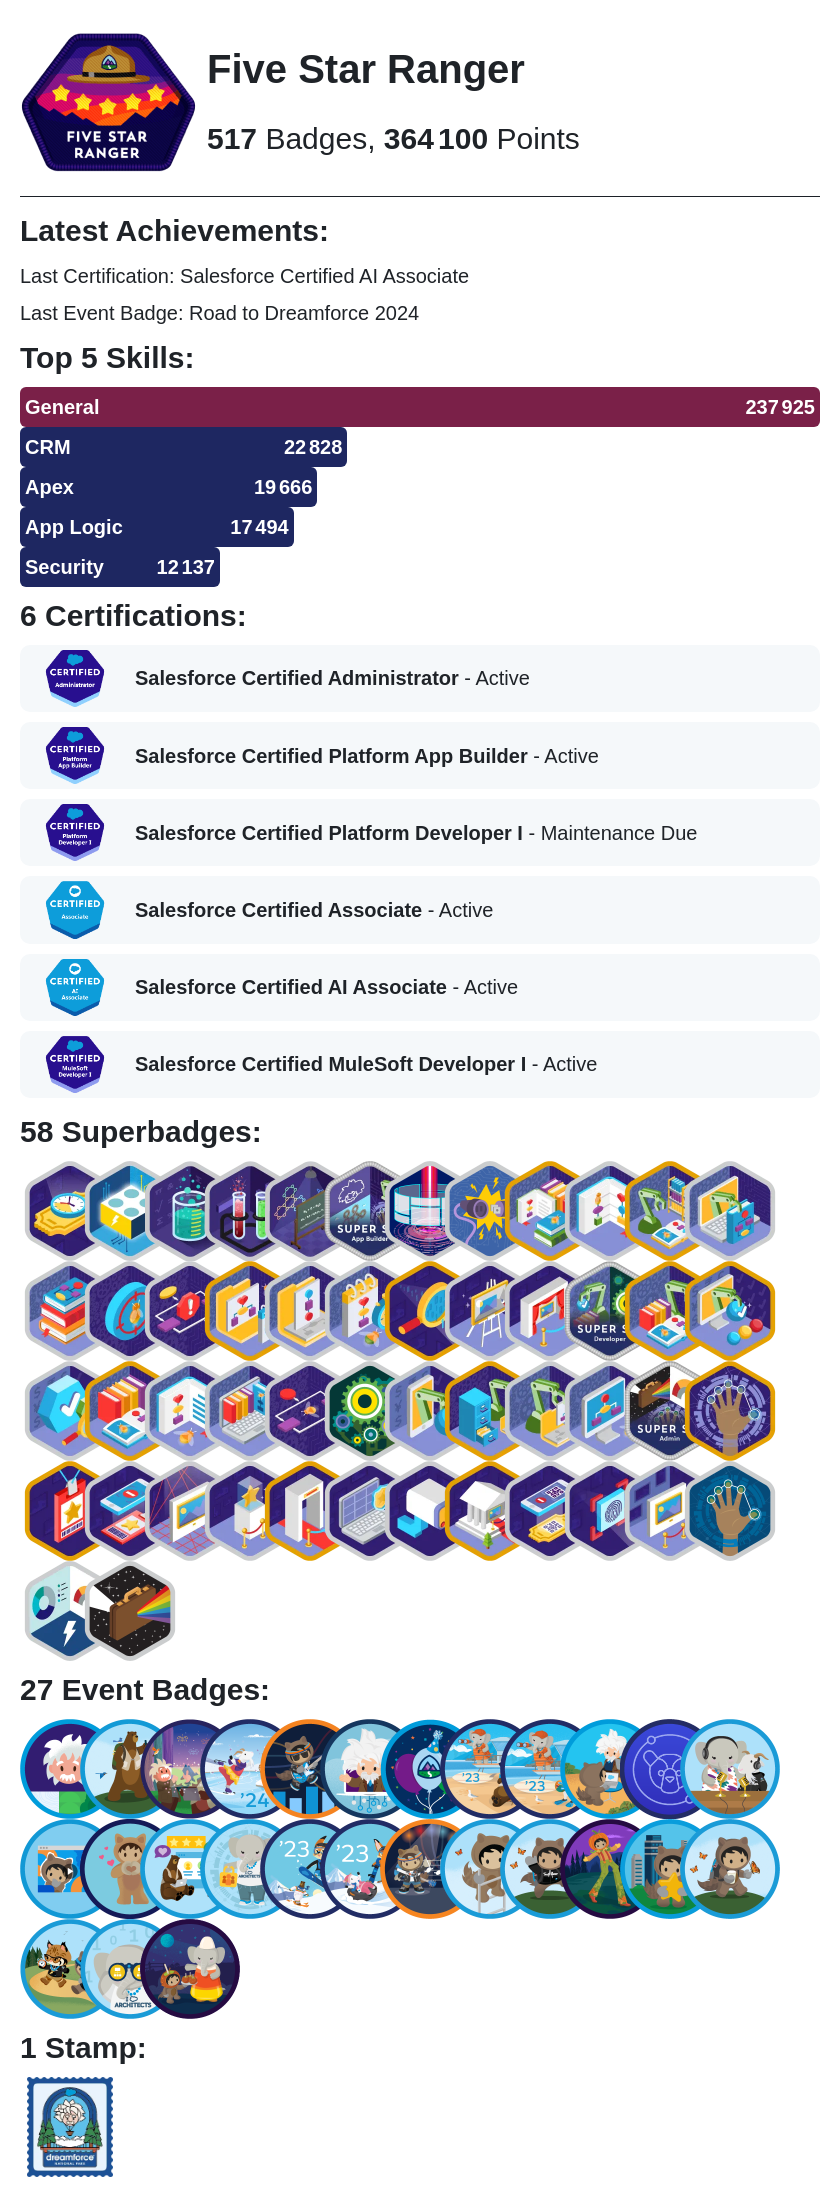 FIVE STAR
RANGER
Five Star Ranger
517 Badges, 364 100 Points
Latest Achievements:
Last Certification: Salesforce Certified AI Associate
Last Event Badge: Road to Dreamforce 2024
Top 5 Skills:
General 237 925
CRM 22 828
Apex 19 666
App Logic 17 494
Security 12 137
6 Certifications:
CERTIFIED
Administrator
Salesforce Certified Administrator - Active
CERTIFIED
Platform
App Builder
Salesforce Certified Platform App Builder - Active
CERTIFIED
Platform
Developer I
Salesforce Certified Platform Developer I - Maintenance Due
CERTIFIED
Associate
Salesforce Certified Associate - Active
CERTIFIED
AI
Associate
Salesforce Certified AI Associate - Active
CERTIFIED
MuleSoft
Developer I
Salesforce Certified MuleSoft Developer I - Active
58 Superbadges:
SUPER S
App Builder
SUPER S
Developer
SUPER S
Admin
27 Event Badges:
'24
'23
'23
ARCHITECTS
'23
'23
ARCHITECTS
1 Stamp:
dreamforce
NATIONAL PARK